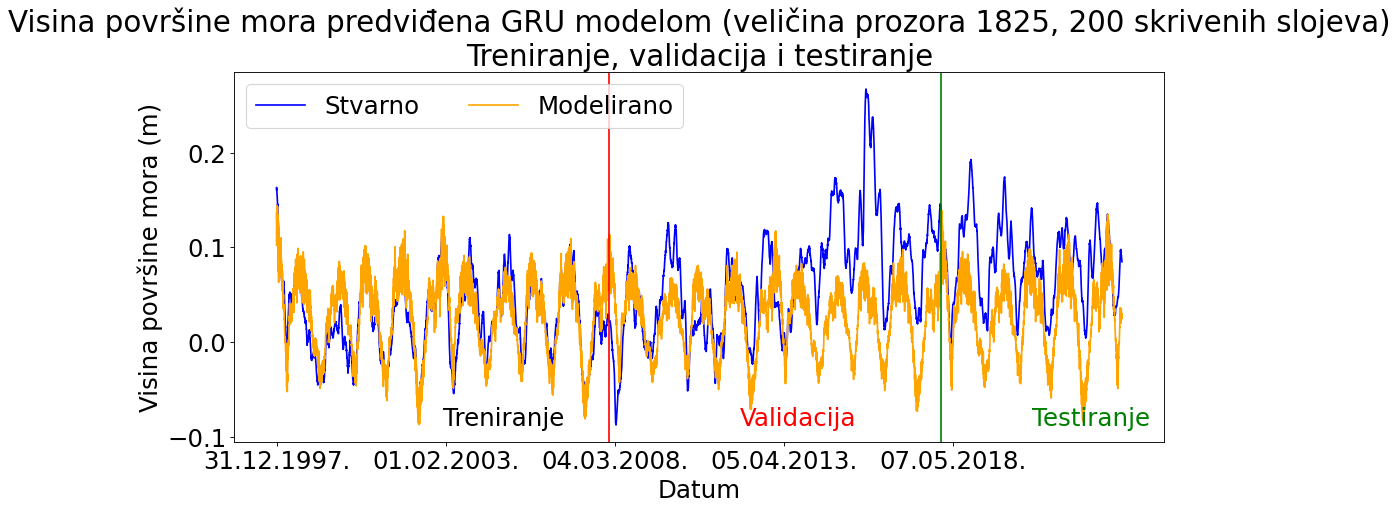 Visina površine mora predviđena GRU modelom (veličina prozora 1825, 200 skrivenih slojeva)
Treniranje, validacija i testiranje
Stvarno
Modelirano
Visina površine mora (m)
0.2
0.1
0.0
−0.1
Treniranje
Validacija
Testiranje
31.12.1997.
01.02.2003.
04.03.2008.
05.04.2013.
07.05.2018.
Datum